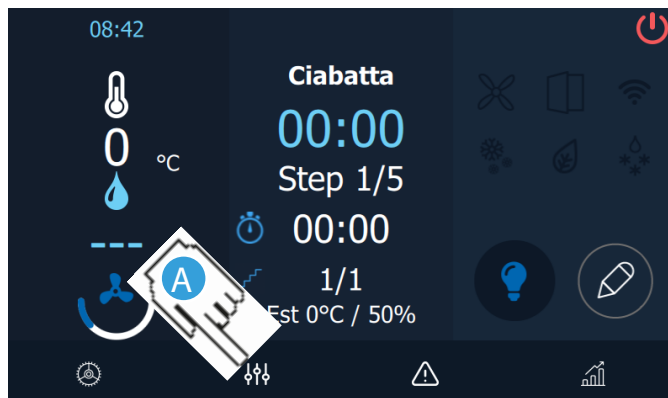 08:42
Ciabatta
00:00
Step 1/5
0 °C
00:00
---
A
1/1
Est 0°C / 50%